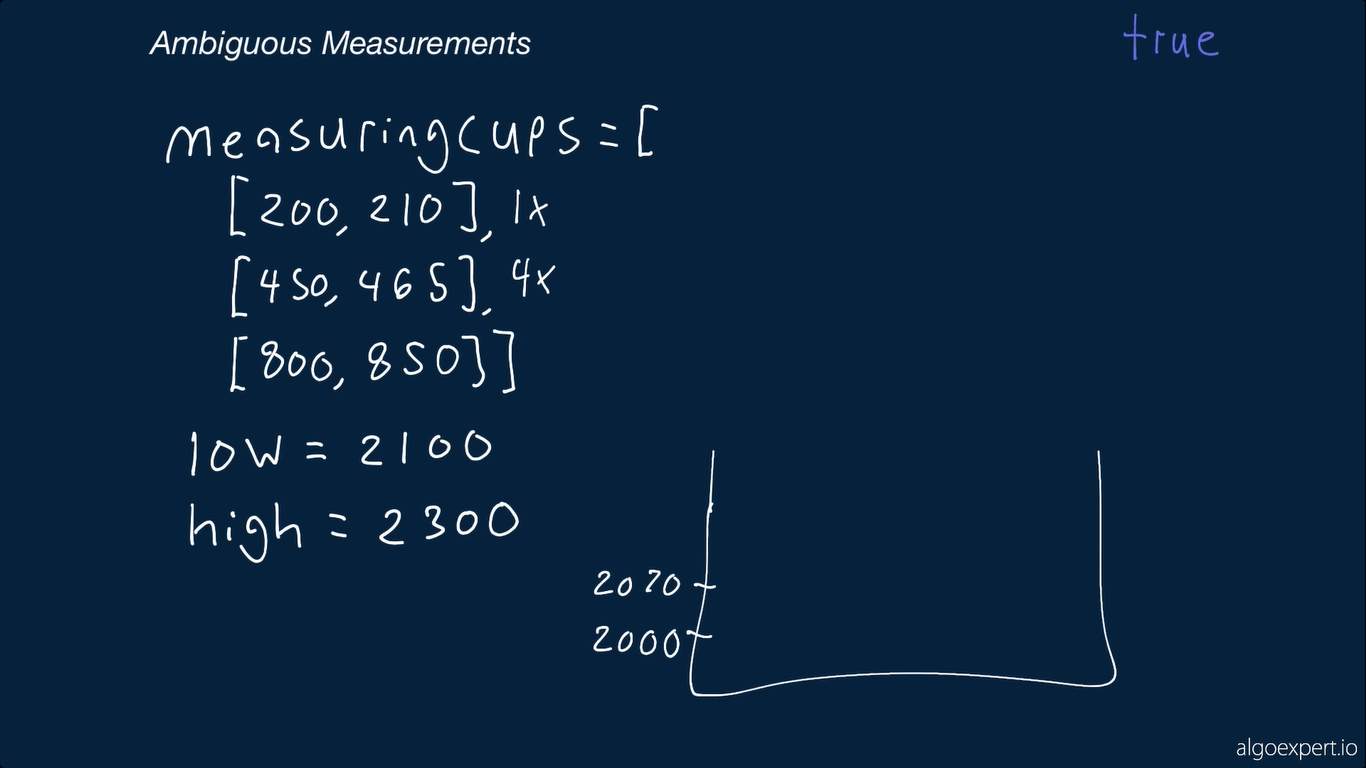 Ambiguous Measurements
true
measuringcups = [
[200, 210], 1x
[450, 465], 4x
[800, 850]]
low = 2100
high = 2300
2070
2000
algoexpert.io